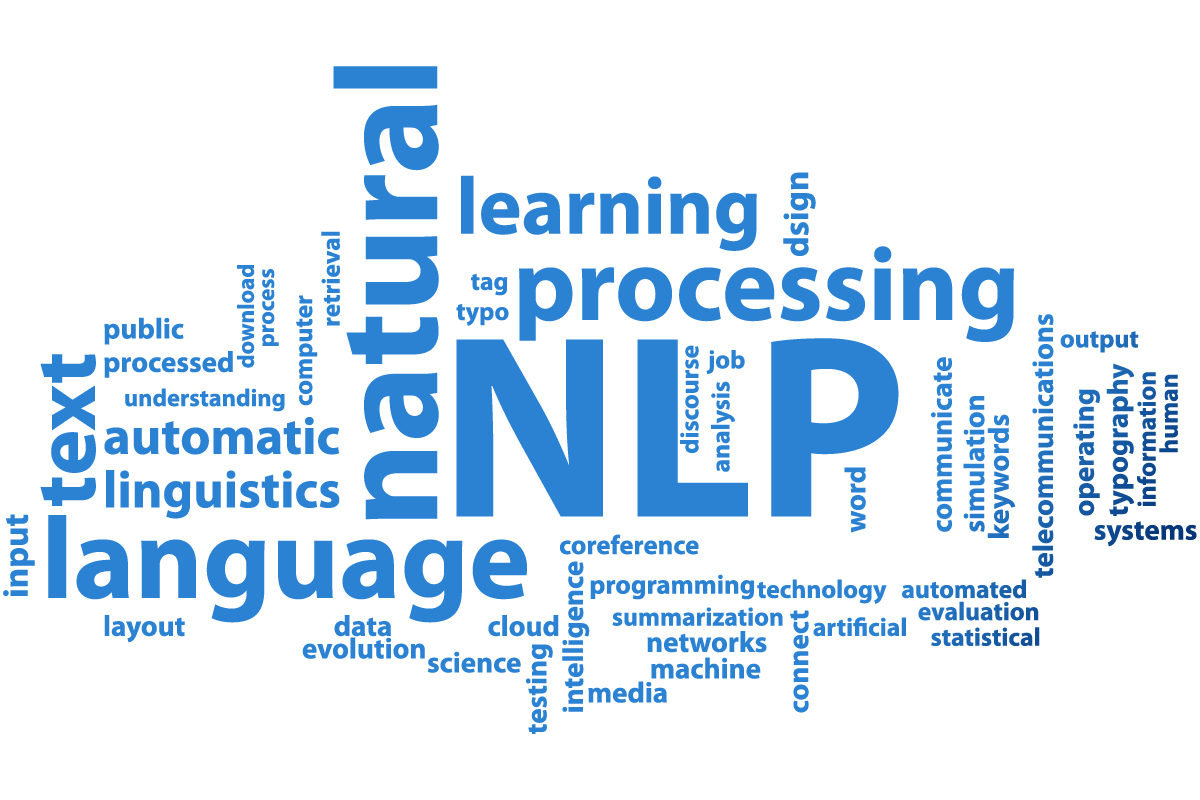 natural
learning
dsign
tag
processing
typo
retrieval
download
process
computer
public
processed
understanding
text
automatic
linguistics
NLP
discourse
job
analysis
word
communicate
simulation
keywords
telecommunications
output
operating
typography
information
human
systems
input
language
coreference
intelligence
programming
technology
automated
layout
data
cloud
summarization
artificial
evaluation
evolution
science
networks
connect
statistical
testing
machine
media